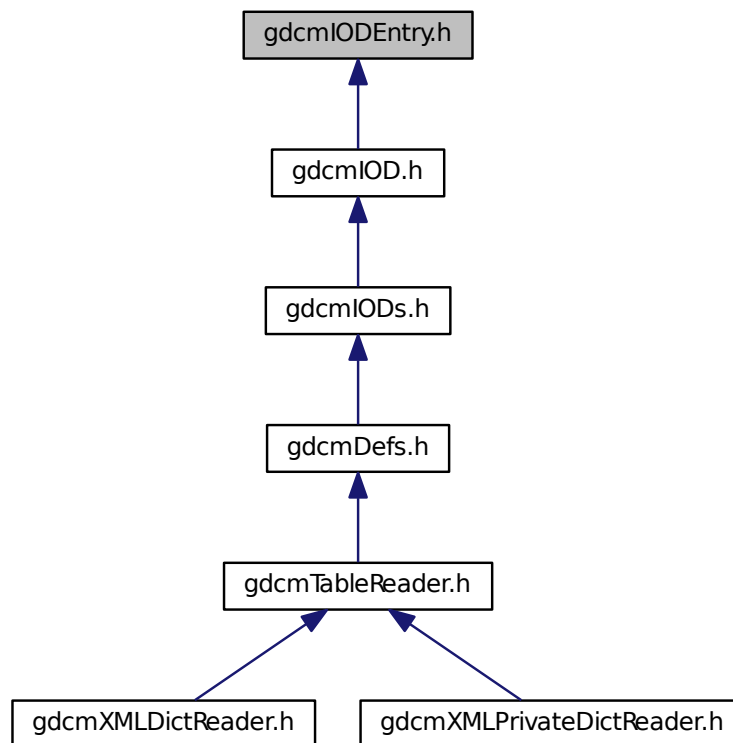 gdcmIODEntry.h
gdcmIOD.h
gdcmIODs.h
gdcmDefs.h
gdcmTableReader.h
gdcmXMLDictReader.h
gdcmXMLPrivateDictReader.h